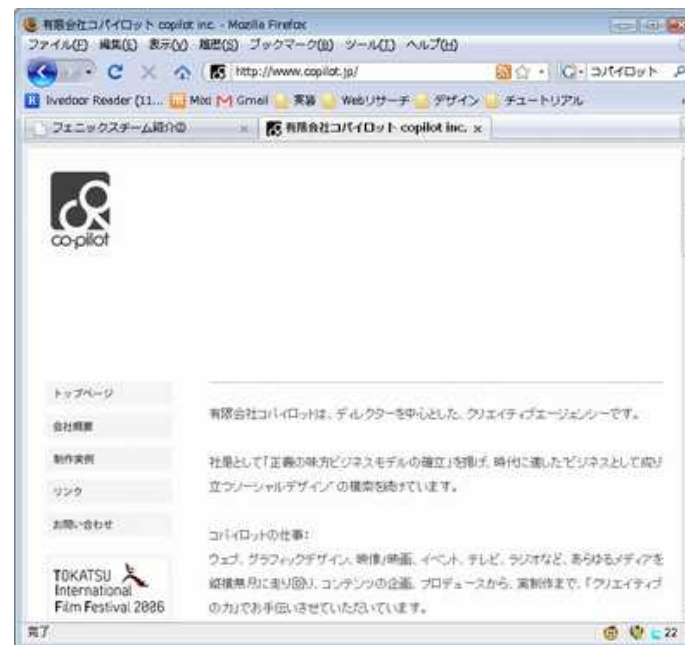 有限会社コパイロット copilot inc. - Mozilla Firefox
ファイル(F) 編集(E) 表示(V) 履歴(S) ブックマーク(B) ツール(T) ヘルプ(H)
http://www.copilot.jp/ コパイロット
livedoor Reader (11... Mixi Gmail 実装 Webリサーチ デザイン チュートリアル
フェニックスチーム紹介② 有限会社コパイロット copilot inc.
co-pilot
トップページ
会社概要
制作実例
リンク
お問い合わせ
有限会社コパイロットは、ディレクターを中心とした、クリエイティブエージェンシーです。
社是として「正義の味方ビジネスモデルの確立」を掲げ、時代に適したビジネスとして成り
立つソーシャルデザイン の模索を続けています。
コパイロットの仕事:
ウェブ、グラフィックデザイン、映像/映画、イベント、テレビ、ラジオなど、あらゆるメディアを
縦横無尽に走り回り、コンテンツの企画、プロデュースから、実制作まで、「クリエイティブ
の力」でお手伝いさせていただいています。
TOKATSU
International
Film Festival 2006
完了 22